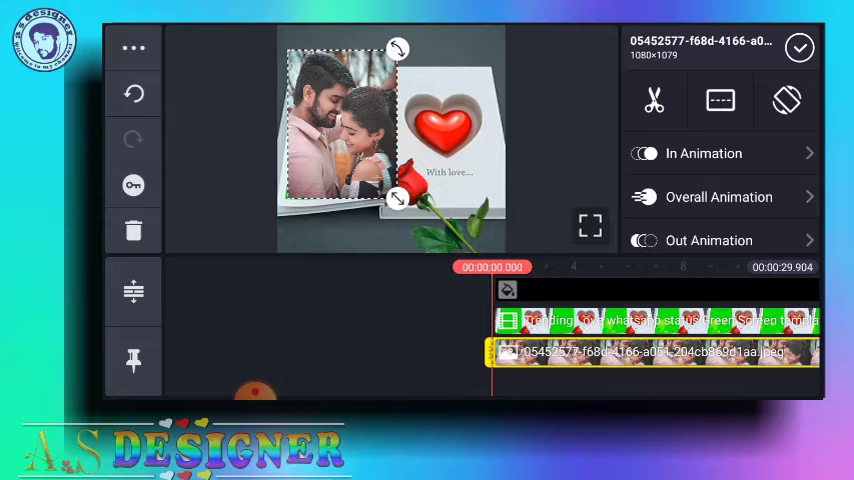 05452577-f68d-4166-a0...
1080×1079
In Animation
Overall Animation
Out Animation
With love...
00:00:00.000
4
8
00:00:29.904
Trending Love whatsapp status Green Screen templa
05452577-f68d-4166-a051-204cb869d1aa.jpeg
A&S DESIGNER